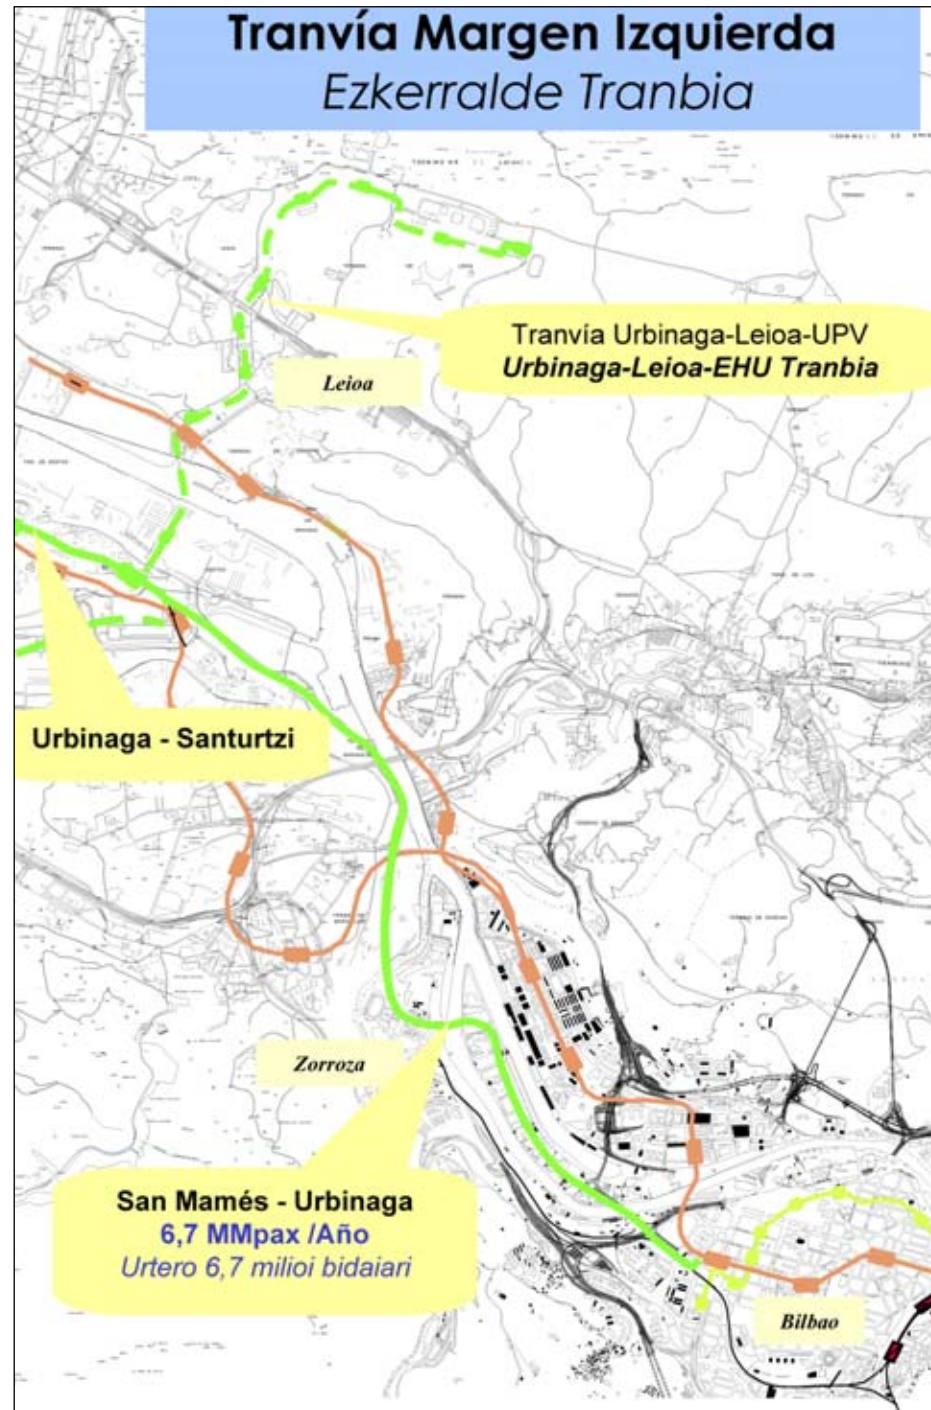 Tranvía Margen Izquierda
Ezkerralde Tranbia
Tranvía Urbinaga-Leioa-UPV
Urbinaga-Leioa-EHU Tranbia
Leioa
Urbinaga - Santurtzi
Zorroza
San Mamés - Urbinaga
6,7 MMpax /Año
Urtero 6,7 milioi bidaiari
Bilbao